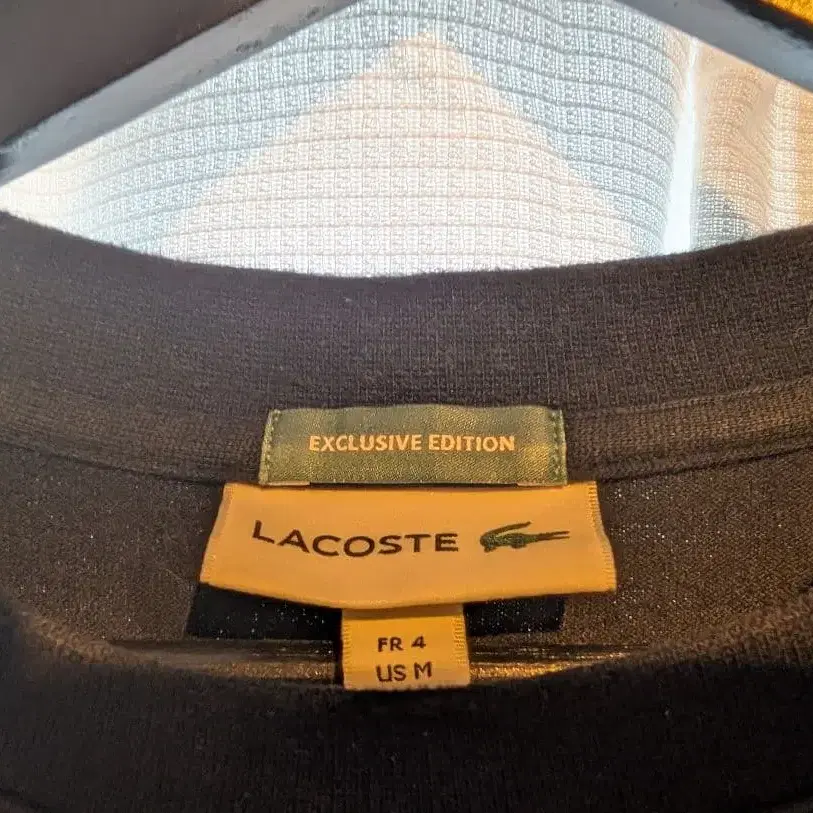 EXCLUSIVE EDITION
LACOSTE
FR 4
US M